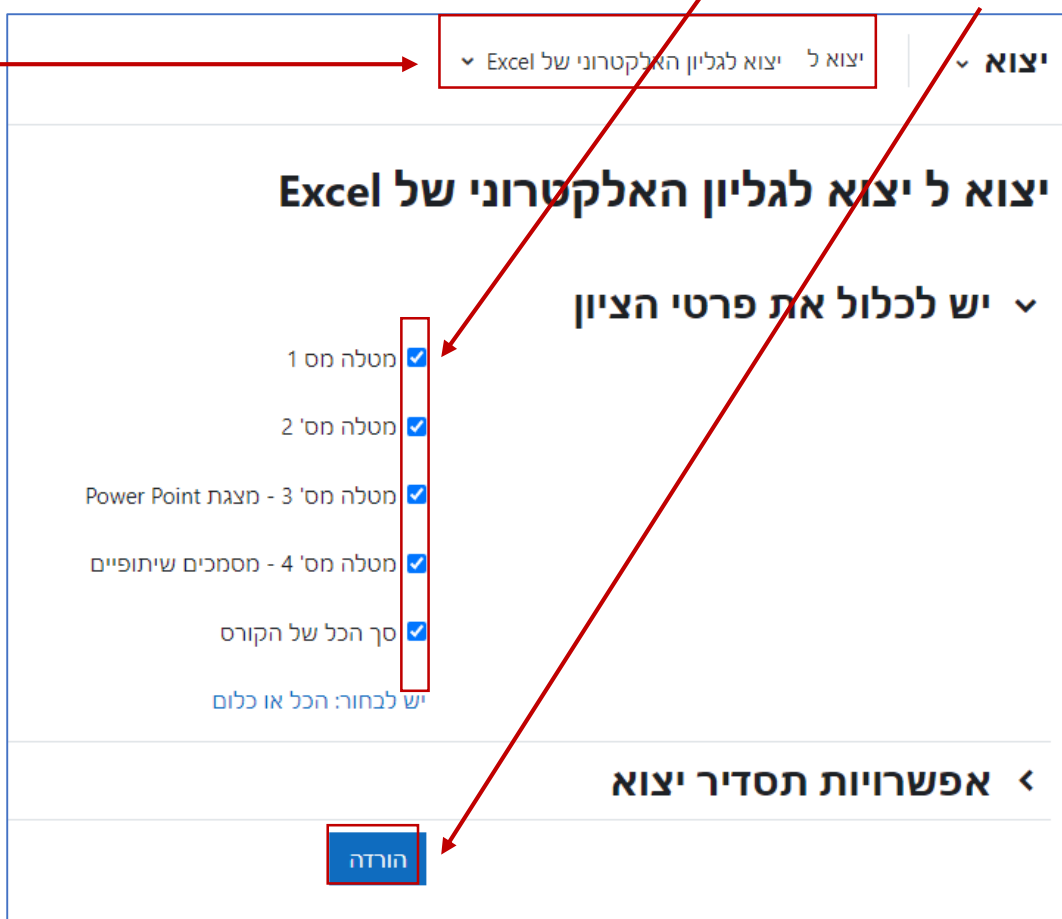 יצוא
יצוא ל יצוא לגליון האלקטרוני של Excel
יצוא ל יצוא לגליון האלקטרוני של Excel
יש לכלול את פרטי הציון
מטלה מס 1
מטלה מס' 2
מטלה מס' 3 - מצגת Power Point
מטלה מס' 4 - מסמכים שיתופיים
סך הכל של הקורס
יש לבחור: הכל או כלום
אפשרויות תסדיר יצוא
הורדה